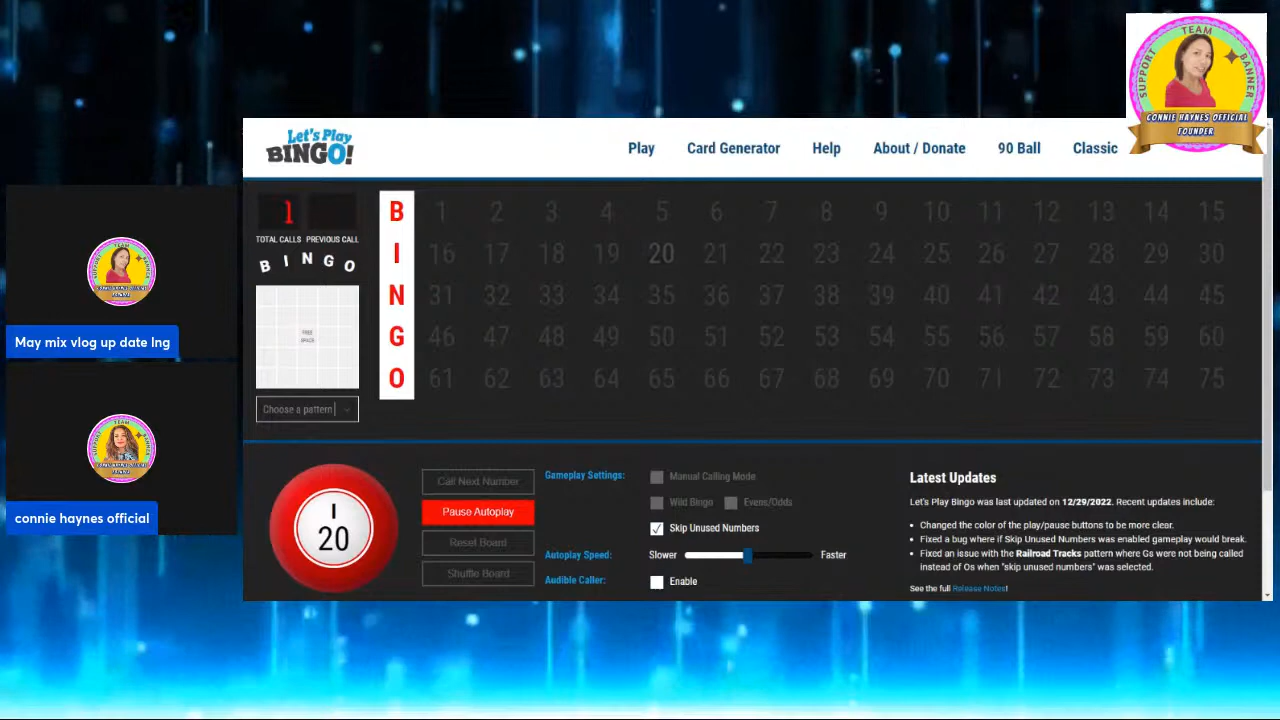 SUPPORT TEAM BANNER
CONNIE HAYNES OFFICIAL
FOUNDER
Let's Play
BINGO!
Play
Card Generator
Help
About / Donate
90 Ball
Classic
1
TOTAL CALLS
PREVIOUS CALL
B I N G O
FREE
SPACE
Choose a pattern
B 1 2 3 4 5 6 7 8 9 10 11 12 13 14 15
I 16 17 18 19 20 21 22 23 24 25 26 27 28 29 30
N 31 32 33 34 35 36 37 38 39 40 41 42 43 44 45
G 46 47 48 49 50 51 52 53 54 55 56 57 58 59 60
O 61 62 63 64 65 66 67 68 69 70 71 72 73 74 75
May mix vlog up date lng
connie haynes official
I
20
Call Next Number
Pause Autoplay
Reset Board
Shuffle Board
Gameplay Settings:
Manual Calling Mode
Wild Bingo
Evens/Odds
Skip Unused Numbers
Autoplay Speed:
Slower
Faster
Audible Caller:
Enable
Latest Updates
Let's Play Bingo was last updated on 12/29/2022. Recent updates include:
• Changed the color of the play/pause buttons to be more clear.
• Fixed a bug where if Skip Unused Numbers was enabled gameplay would break.
• Fixed an issue with the Railroad Tracks pattern where Gs were not being called
instead of Os when "skip unused numbers" was selected.
See the full Release Notes!